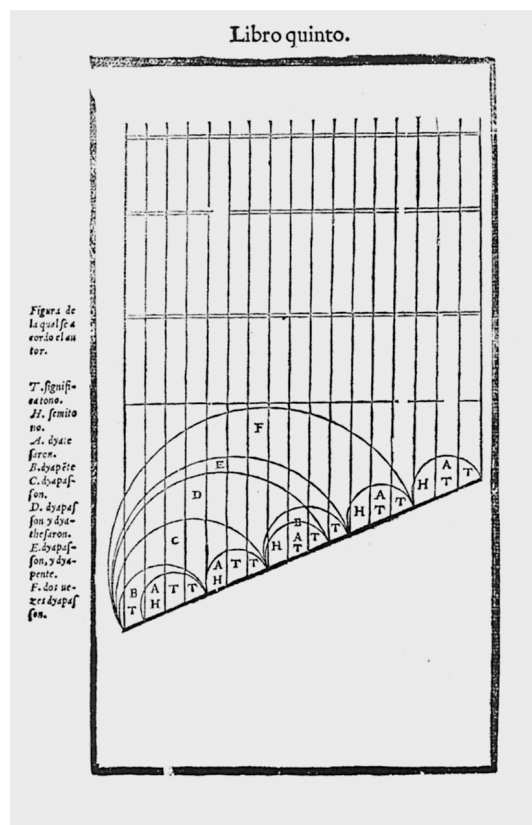 Libro quinto.
Figura de
la qual se a
cordo el au
tor.
T. signifi-
ca tono.
H. semito
no.
A. dyate
saron.
B. dyapēte
C. dyapas-
son.
D. dyapas
son y dya-
thesaron.
E. dyapas-
son, y dya-
pente.
F. dos ue-
zes dyapas
son.
F
E
D
C
B
T
A
H
T
T
A
H
T
T
H
B
A
T
T
H
A
T
T
H
A
T
T